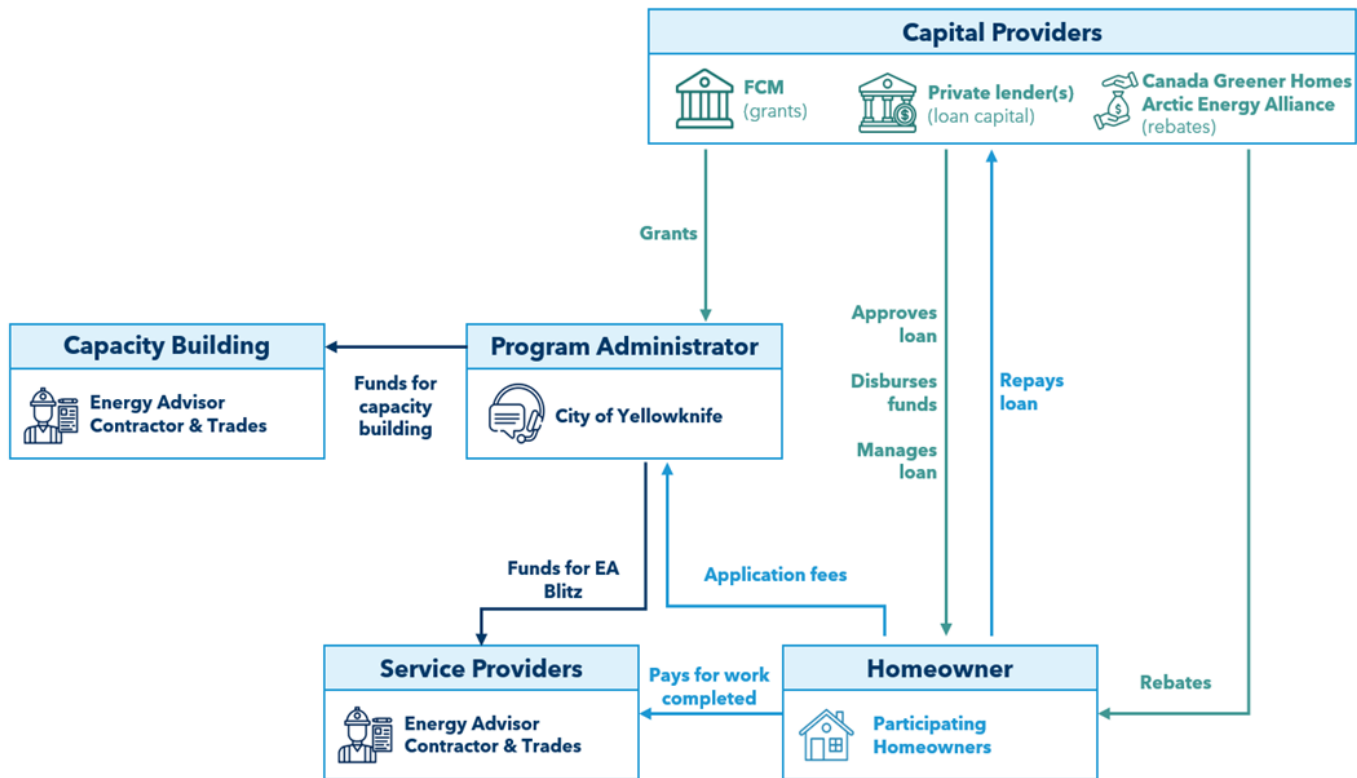 Capital Providers
FCM
(grants)
Private lender(s)
(loan capital)
Canada Greener Homes
Arctic Energy Alliance
(rebates)
Grants
Approves
loan
Disburses
funds
Manages
loan
Repays
loan
Capacity Building
Energy Advisor
Contractor & Trades
Funds for
capacity
building
Program Administrator
City of Yellowknife
Funds for EA
Blitz
Application fees
Service Providers
Energy Advisor
Contractor & Trades
Pays for work
completed
Homeowner
Participating
Homeowners
Rebates